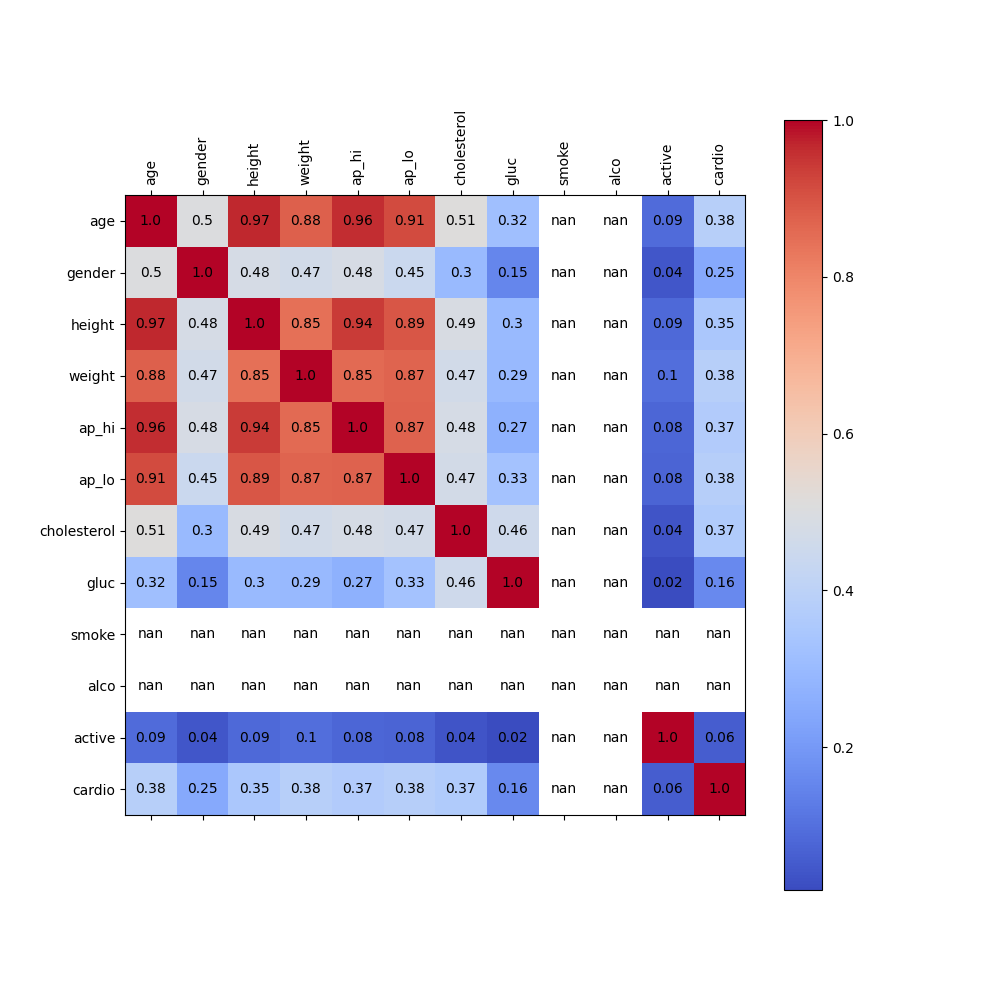 age gender height weight ap_hi ap_lo cholesterol gluc smoke alco active cardio
age 1.0 0.5 0.97 0.88 0.96 0.91 0.51 0.32 nan nan 0.09 0.38
gender 0.5 1.0 0.48 0.47 0.48 0.45 0.3 0.15 nan nan 0.04 0.25
height 0.97 0.48 1.0 0.85 0.94 0.89 0.49 0.3 nan nan 0.09 0.35
weight 0.88 0.47 0.85 1.0 0.85 0.87 0.47 0.29 nan nan 0.1 0.38
ap_hi 0.96 0.48 0.94 0.85 1.0 0.87 0.48 0.27 nan nan 0.08 0.37
ap_lo 0.91 0.45 0.89 0.87 0.87 1.0 0.47 0.33 nan nan 0.08 0.38
cholesterol 0.51 0.3 0.49 0.47 0.48 0.47 1.0 0.46 nan nan 0.04 0.37
gluc 0.32 0.15 0.3 0.29 0.27 0.33 0.46 1.0 nan nan 0.02 0.16
smoke nan nan nan nan nan nan nan nan nan nan nan nan
alco nan nan nan nan nan nan nan nan nan nan nan nan
active 0.09 0.04 0.09 0.1 0.08 0.08 0.04 0.02 nan nan 1.0 0.06
cardio 0.38 0.25 0.35 0.38 0.37 0.38 0.37 0.16 nan nan 0.06 1.0
1.0
0.8
0.6
0.4
0.2